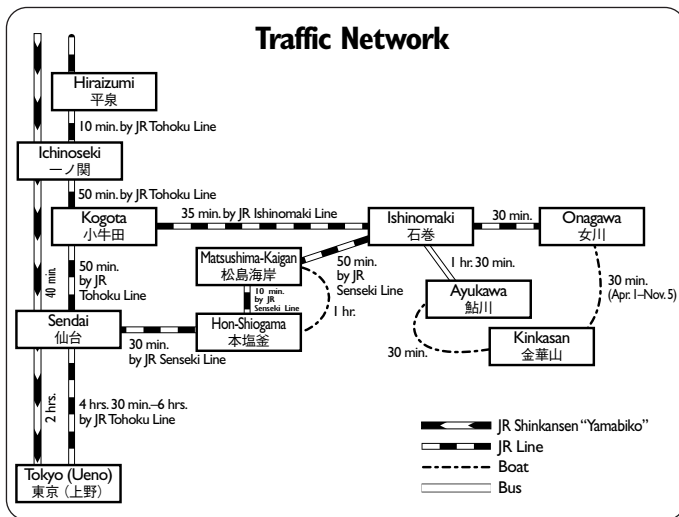 Traffic Network
Hiraizumi
平泉
10 min. by JR Tohoku Line
Ichinoseki
一ノ関
50 min. by JR Tohoku Line
Kogota
小牛田
35 min. by JR Ishinomaki Line
Ishinomaki
石巻
30 min.
Onagawa
女川
Matsushima-Kaigan
松島海岸
50 min.
by JR
Senseki Line
1 hr. 30 min.
40 min.
50 min.
by JR
Tohoku Line
10 min.
by JR
Senseki Line
1 hr.
Ayukawa
鮎川
30 min.
(Apr. 1–Nov. 5)
Sendai
仙台
30 min.
by JR Senseki Line
Hon-Shiogama
本塩釜
30 min.
Kinkasan
金華山
2 hrs.
4 hrs. 30 min.–6 hrs.
by JR Tohoku Line
Tokyo (Ueno)
東京（上野）
JR Shinkansen “Yamabiko”
JR Line
Boat
Bus